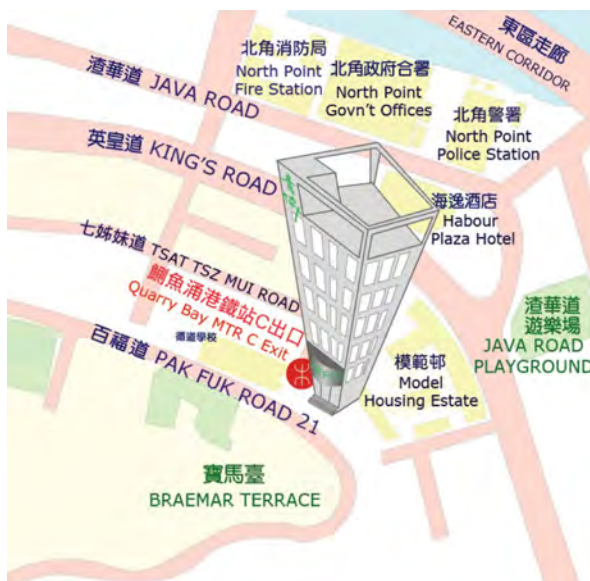 東區走廊
EASTERN CORRIDOR
北角消防局
North Point
Fire Station
北角政府合署
North Point
Govn't Offices
北角警署
North Point
Police Station
渣華道 JAVA ROAD
英皇道 KING'S ROAD
海逸酒店
Habour
Plaza Hotel
七姊妹道 TSAT TSZ MUI ROAD
鰂魚涌港鐵站C出口
Quarry Bay MTR C Exit
德道學校
百福道 PAK FUK ROAD 21
模範邨
Model
Housing Estate
渣華道
遊樂場
JAVA ROAD
PLAYGROUND
寶馬臺
BRAEMAR TERRACE